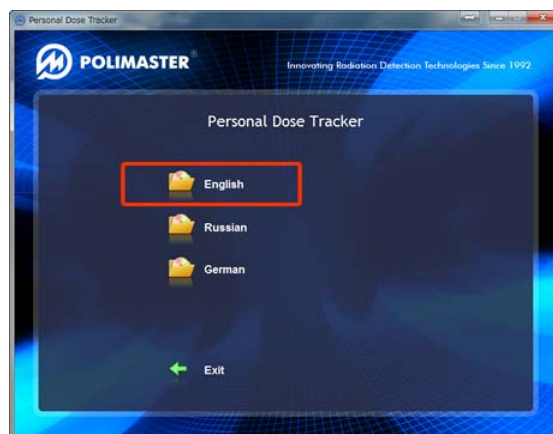 Personal Dose Tracker
POLIMASTER®
Innovating Radiation Detection Technologies Since 1992
Personal Dose Tracker
English
Russian
German
Exit